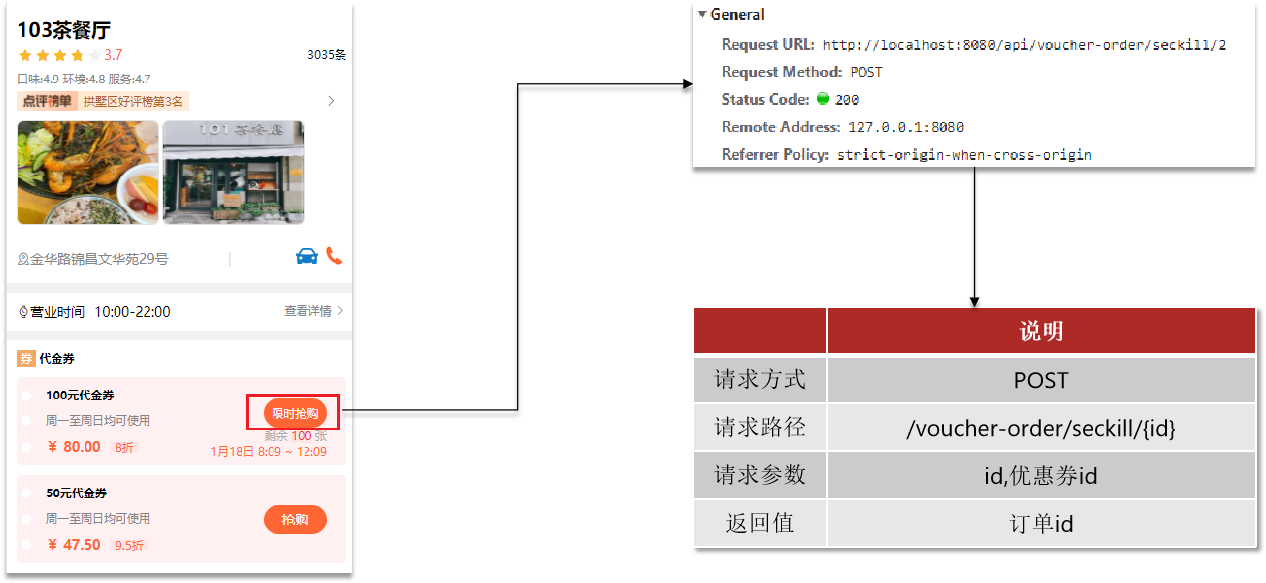 103茶餐厅
3.7
3035条
口味:4.9 环境:4.8 服务:4.7
点评榜单 拱墅区好评榜第3名
101茶餐廳
金华路锦昌文华苑29号
营业时间 10:00-22:00
查看详情
券 代金券
100元代金券
限时抢购
周一至周日均可使用
剩余 100 张
¥ 80.00 8折
1月18日 8:09 ~ 12:09
50元代金券
周一至周日均可使用
抢购
¥ 47.50 9.5折
General
Request URL: http://localhost:8080/api/voucher-order/seckill/2
Request Method: POST
Status Code: 200
Remote Address: 127.0.0.1:8080
Referrer Policy: strict-origin-when-cross-origin
说明
请求方式 POST
请求路径 /voucher-order/seckill/{id}
请求参数 id,优惠券id
返回值 订单id